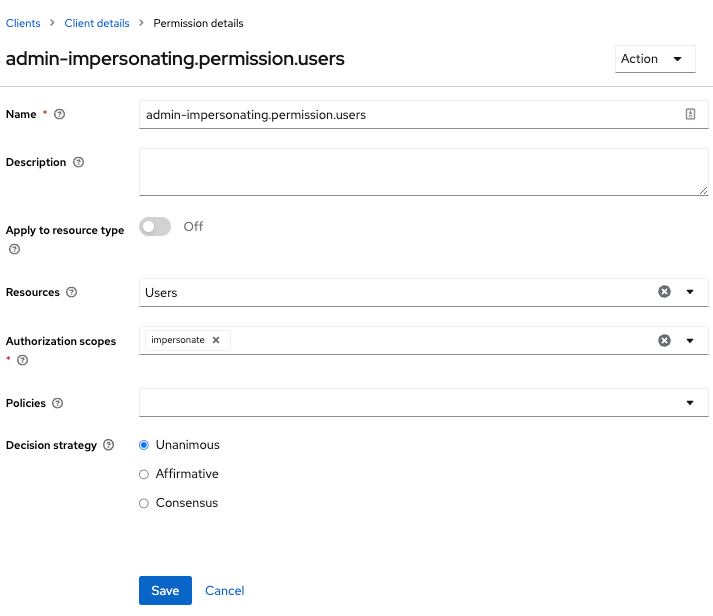 Clients > Client details > Permission details
admin-impersonating.permission.users
Action
Name *
admin-impersonating.permission.users
Description
Apply to resource type
Off
Resources
Users
Authorization scopes
*
impersonate
Policies
Decision strategy
Unanimous
Affirmative
Consensus
Save Cancel